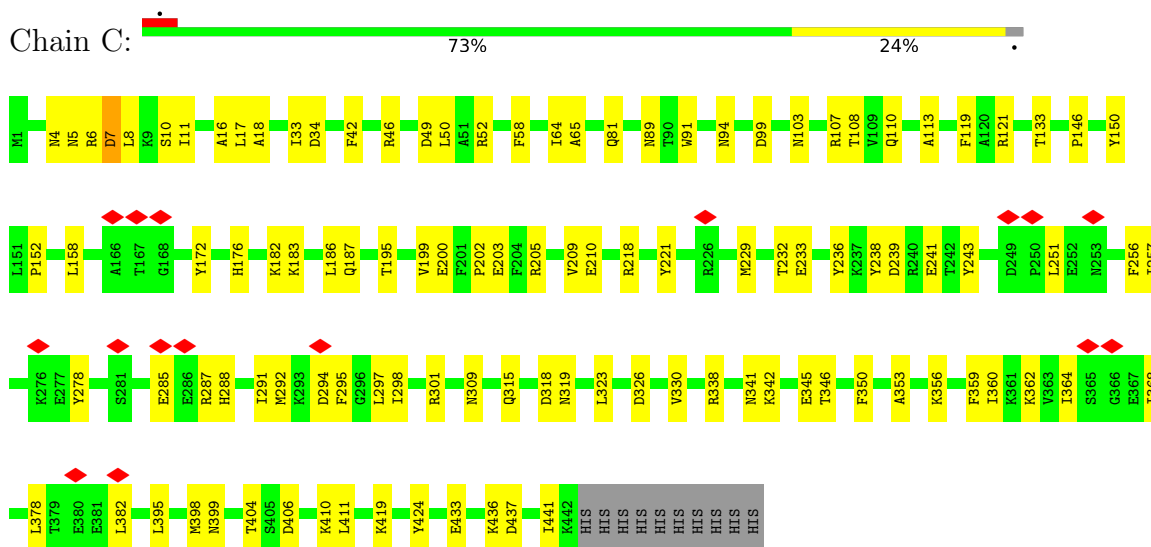 Chain C: 73% 24%
M1 N4 N5 R6 D7 L8 K9 S10 I11 A16 L17 A18 I33 D34 F42 R46 D49 L50 A51 R52 F58 I64 A65 Q81 N89 T90 W91 N94 D99 N103 R107 T108 V109 Q110 A113 F119 A120 R121 T133 P146 Y150
L151 P152 L158 A166 T167 G168 Y172 H176 K182 K183 L186 Q187 T195 V199 E200 F201 P202 E203 F204 R205 V209 E210 R218 Y221 R226 M229 T232 E233 Y236 K237 Y238 D239 R240 E241 T242 Y243 D249 P250 L251 E252 N253 F256
K276 E277 Y278 S281 E285 E286 R287 H288 I291 M292 K293 D294 F295 G296 L297 I298 R301 N309 Q315 D318 N319 L323 D326 V330 R338 N341 K342 E345 T346 F350 A353 K356 F359 I360 K361 K362 V363 I364 S365 G366 E367
L378 T379 E380 E381 L382 L395 M398 N399 T404 S405 D406 K410 L411 K419 Y424 E433 K436 D437 I441 K442 HIS HIS HIS HIS HIS HIS HIS HIS HIS HIS